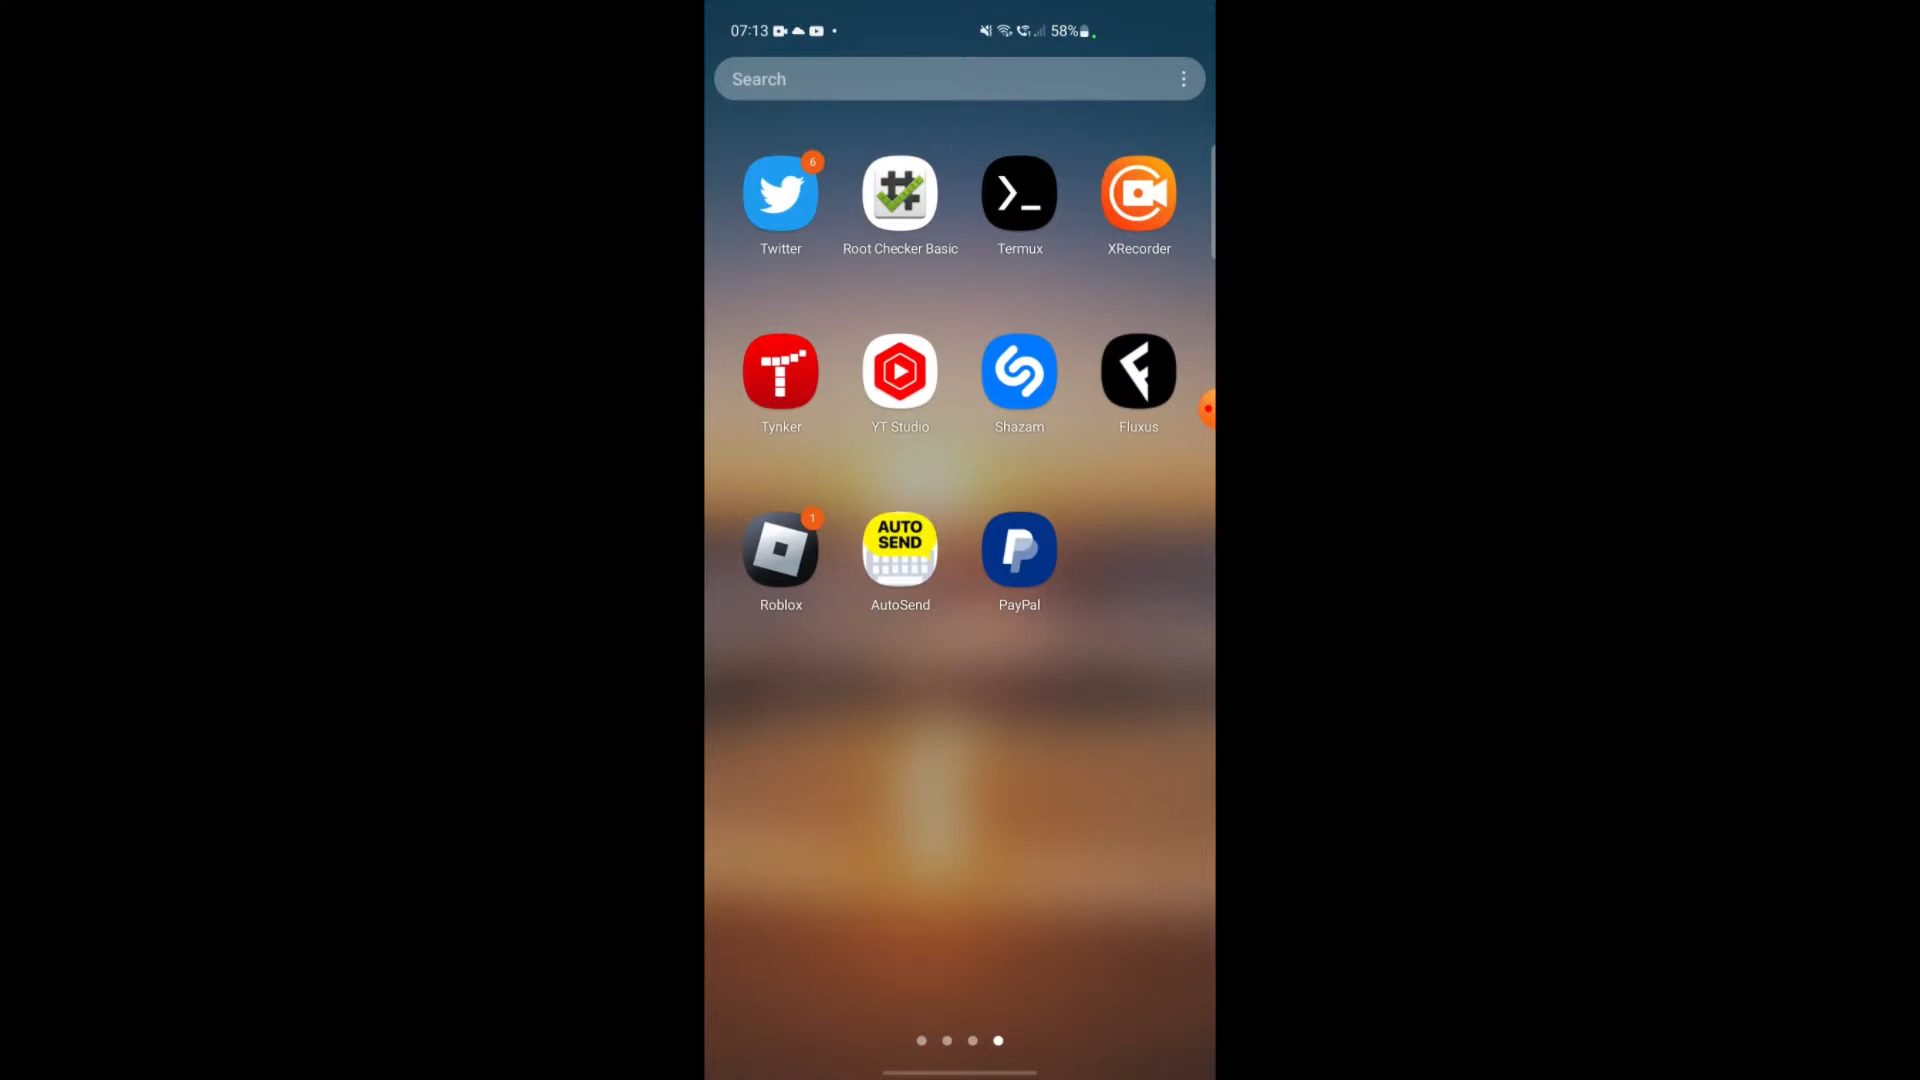 07:13
58%
Search
6
Twitter
Root Checker Basic
Termux
XRecorder
Tynker
YT Studio
Shazam
Fluxus
1
AUTO
SEND
Roblox
AutoSend
PayPal